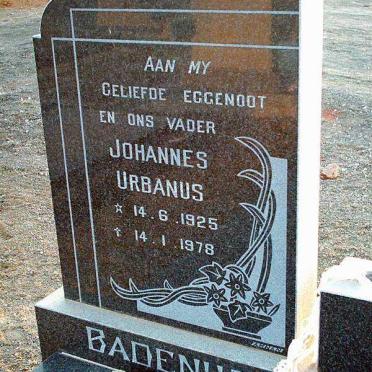 AAN MY
GELIEFDE EGGENOOT
EN ONS VADER
JOHANNES
URBANUS
* 14.6.1925
† 14.1.1978